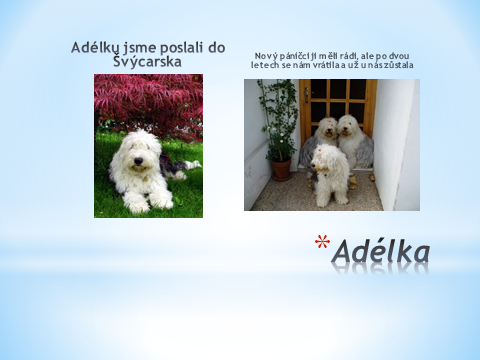 Adélku jsme poslali do
Švýcarska
Nový páníčci ji měli rádi, ale po dvou
letech se nám vrátila a už u nás zůstala
* Adélka